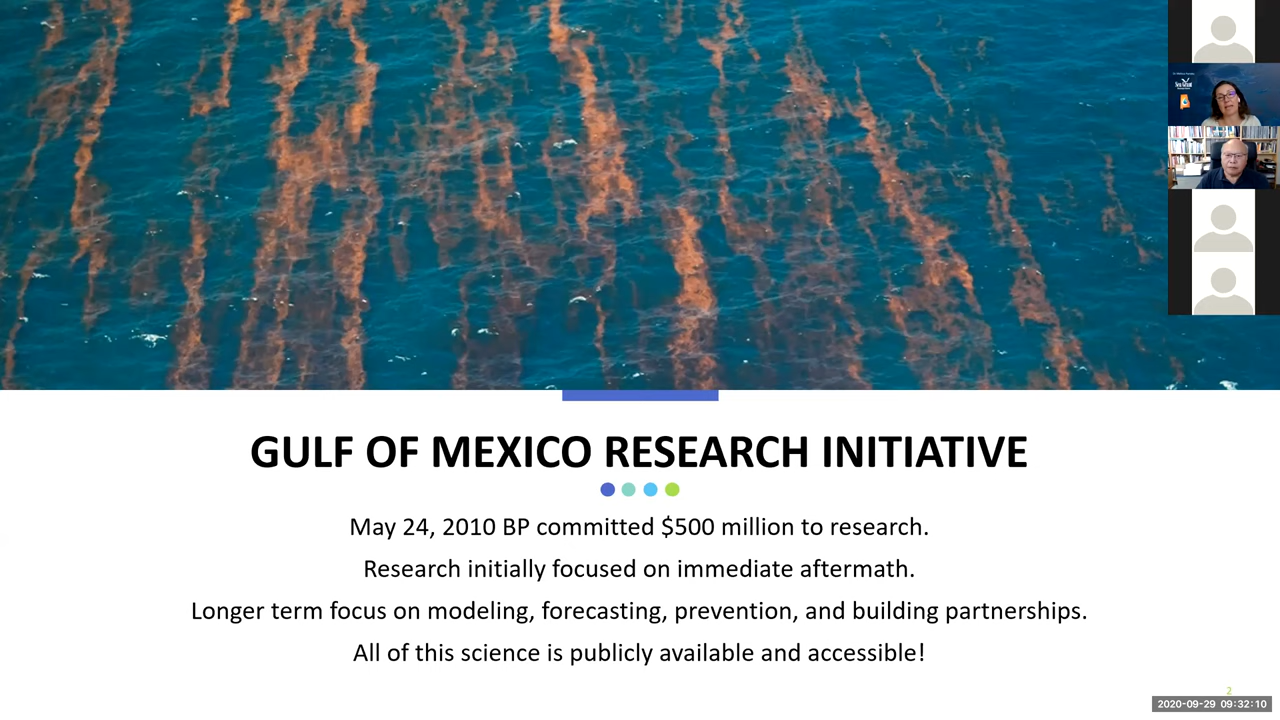 GULF OF MEXICO RESEARCH INITIATIVE
May 24, 2010 BP committed $500 million to research.
Research initially focused on immediate aftermath.
Longer term focus on modeling, forecasting, prevention, and building partnerships.
All of this science is publicly available and accessible!
2
2020-09-29 09:32:10